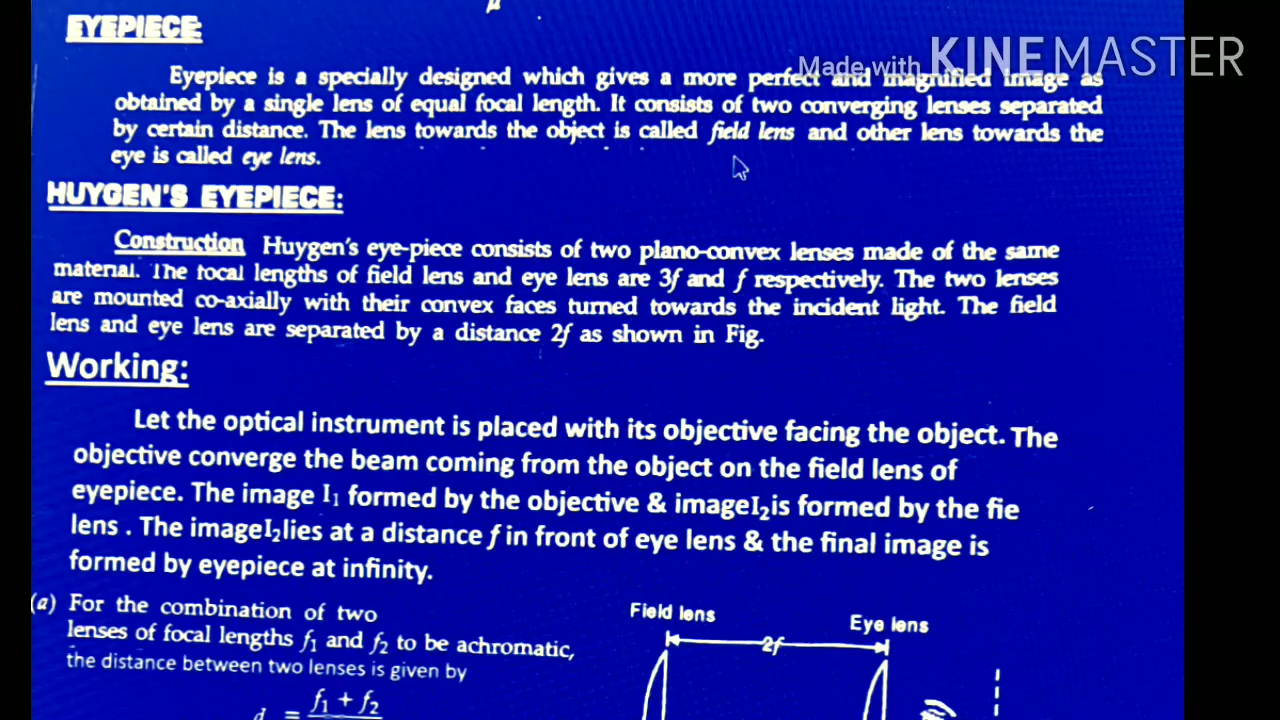 μ
EYEPIECE
Made with KINEMASTER
Eyepiece is a specially designed which gives a more perfect and magnified image as
obtained by a single lens of equal focal length. It consists of two converging lenses separated
by certain distance. The lens towards the object is called field lens and other lens towards the
eye is called eye lens.
HUYGEN'S EYEPIECE:
Construction Huygen's eye-piece consists of two plano-convex lenses made of the same
material. The focal lengths of field lens and eye lens are 3f and f respectively. The two lenses
are mounted co-axially with their convex faces turned towards the incident light. The field
lens and eye lens are separated by a distance 2f as shown in Fig.
Working:
Let the optical instrument is placed with its objective facing the object. The
objective converge the beam coming from the object on the field lens of
eyepiece. The image I₁ formed by the objective & imageI₂is formed by the fie
lens . The imageI₂lies at a distance f in front of eye lens & the final image is
formed by eyepiece at infinity.
(a) For the combination of two
lenses of focal lengths f₁ and f₂ to be achromatic,
the distance between two lenses is given by
d = f₁ + f₂
Field lens
Eye lens
2f